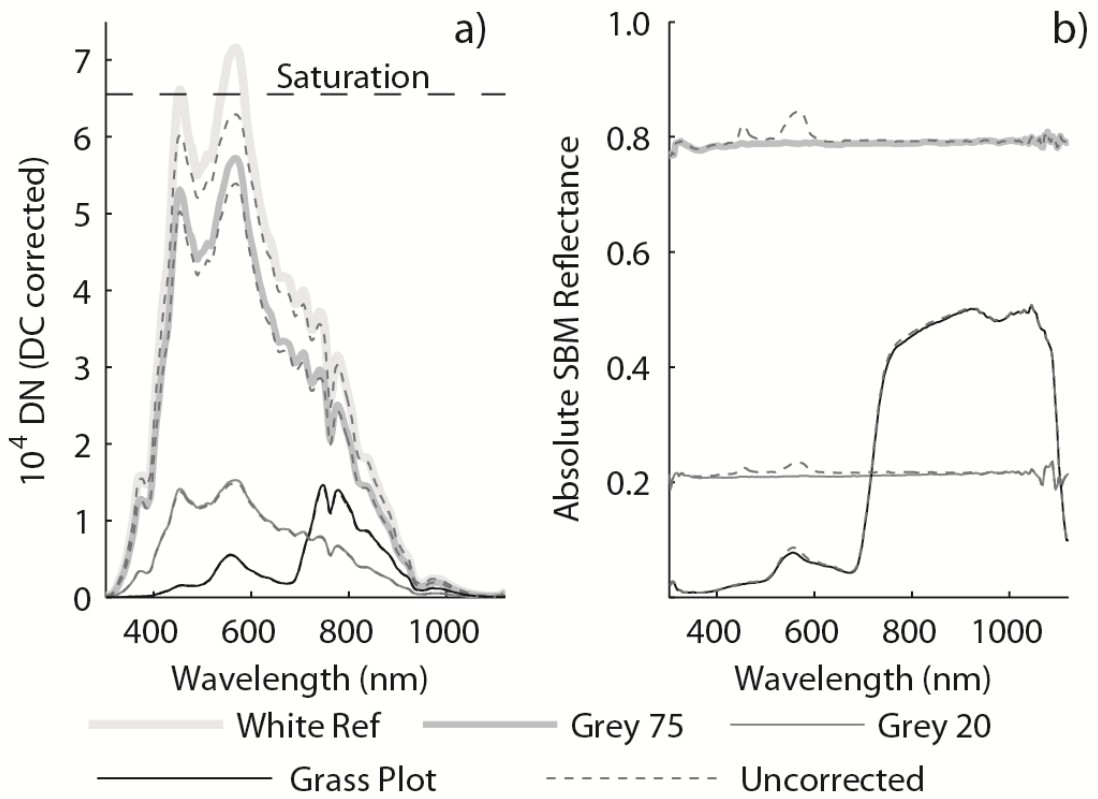 a)
7
6
5
4
3
2
1
0
10⁴ DN (DC corrected)
Saturation
400 600 800 1000
Wavelength (nm)
b)
1.0
0.8
0.6
0.4
0.2
Absolute SBM Reflectance
400 600 800 1000
Wavelength (nm)
White Ref Grey 75 Grey 20
Grass Plot Uncorrected